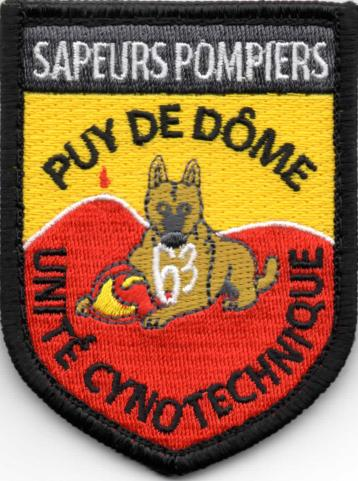 SAPEURS POMPIERS
PUY DE DÔME
63
UNITÉ CYNOTECHNIQUE